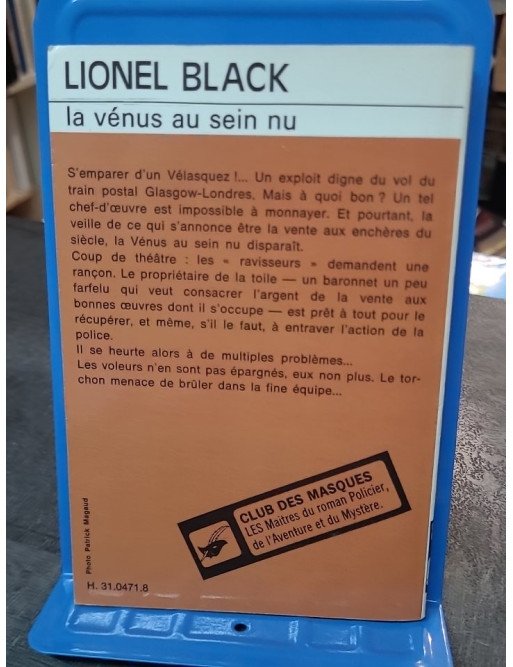 LIONEL BLACK
la vénus au sein nu
S'emparer d'un Vélasquez !... Un exploit digne du vol du
train postal Glasgow-Londres. Mais à quoi bon ? Un tel
chef-d'œuvre est impossible à monnayer. Et pourtant, la
veille de ce qui s'annonce être la vente aux enchères du
siècle, la Vénus au sein nu disparaît.
Coup de théâtre : les « ravisseurs » demandent une
rançon. Le propriétaire de la toile — un baronnet un peu
farfelu qui veut consacrer l'argent de la vente aux
bonnes œuvres dont il s'occupe — est prêt à tout pour le
récupérer, et même, s'il le faut, à entraver l'action de la
police.
Il se heurte alors à de multiples problèmes...
Les voleurs n'en sont pas épargnés, eux non plus. Le tor-
chon menace de brûler dans la fine équipe...
CLUB DES MASQUES
LES Maîtres du roman Policier,
de l'Aventure et du Mystère.
Photo Patrick Magaud
H. 31.0471.8